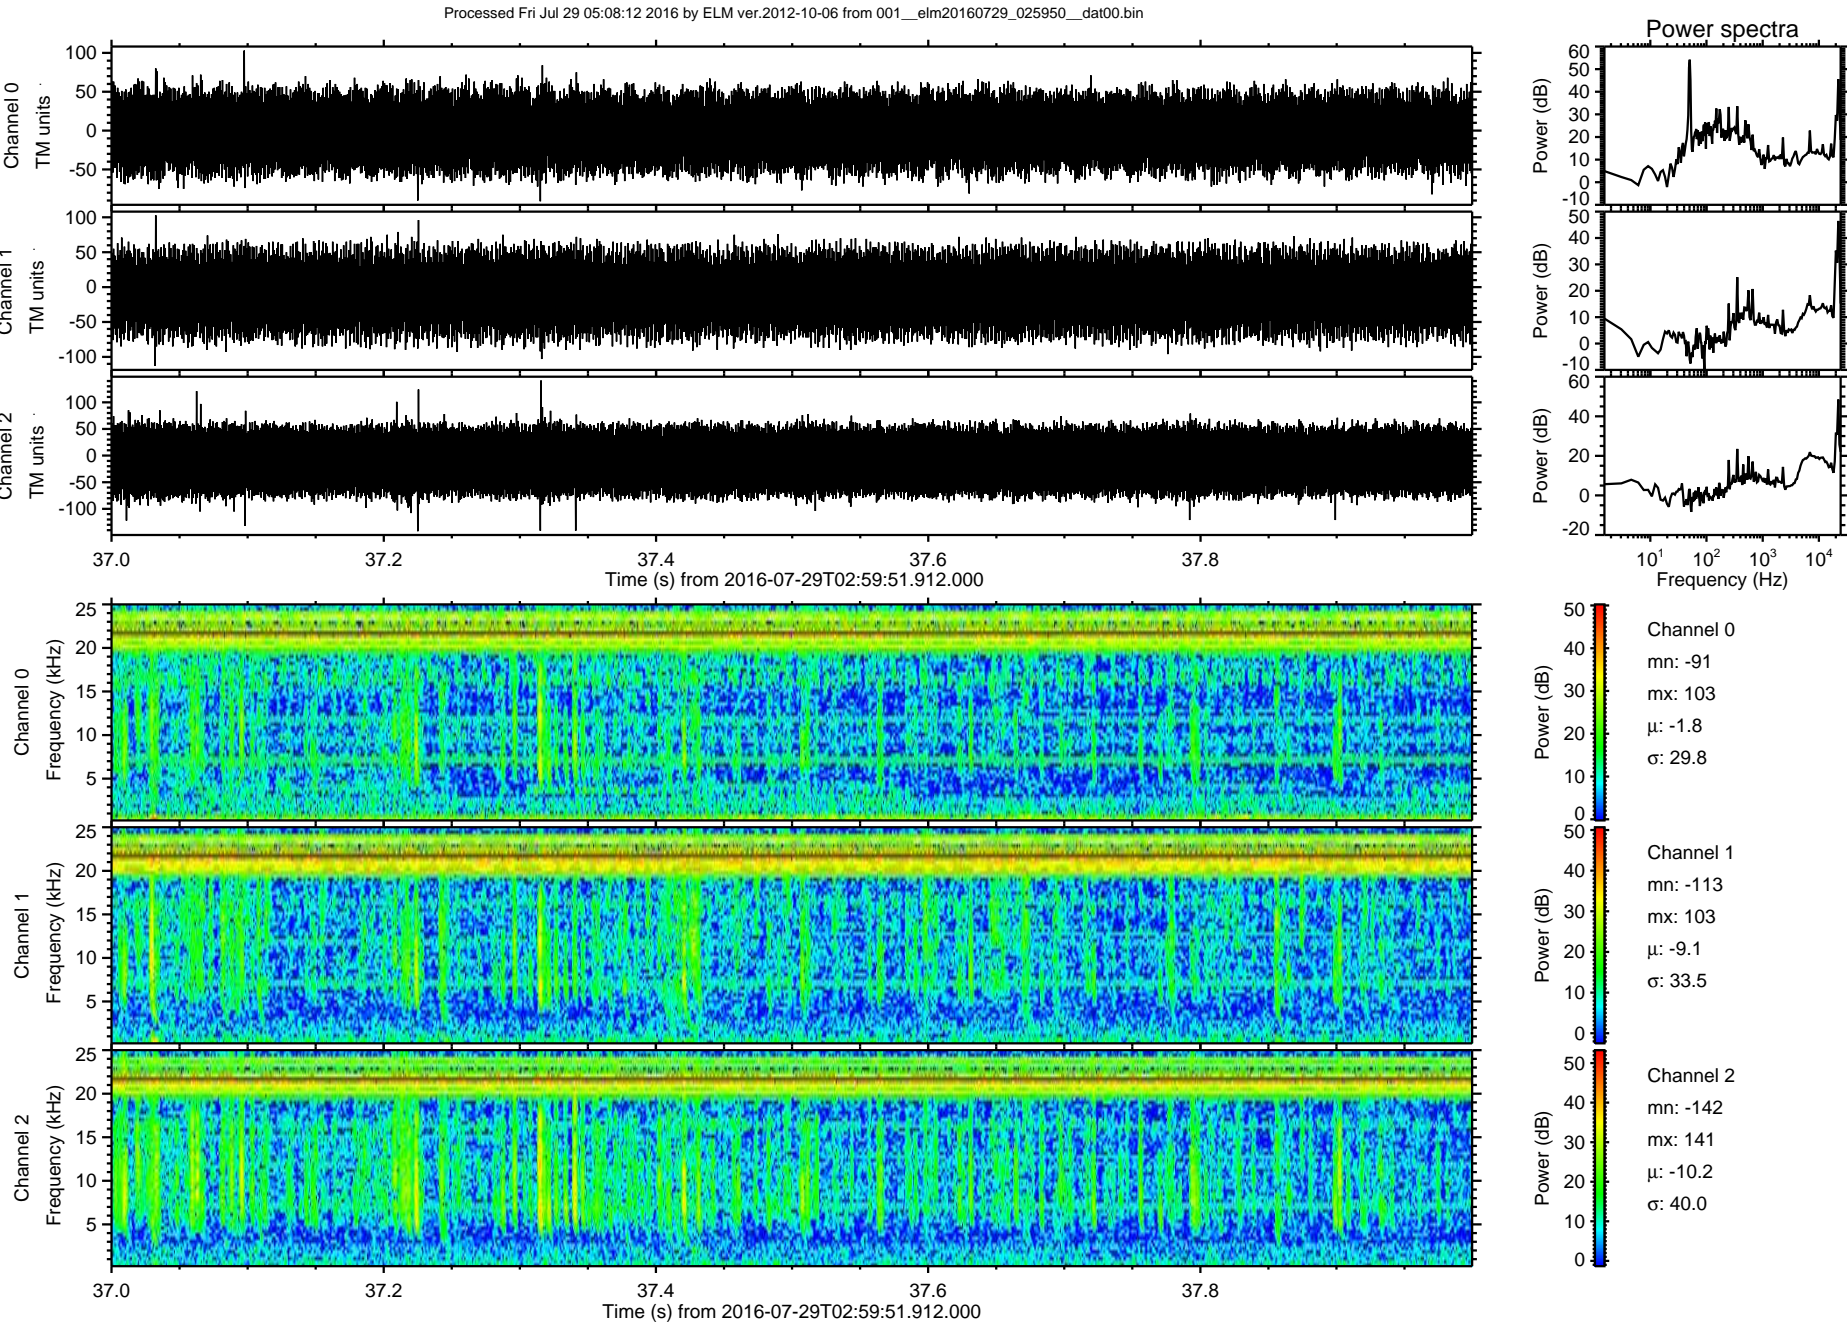 Processed Fri Jul 29 05:08:12 2016 by ELM ver.2012-10-06 from 001__elm20160729_025950__dat00.bin
Power spectra
Channel 0
TM units
100
50
0
-50
Power (dB)
60
50
40
30
20
10
0
-10
Channel 1
TM units
100
50
0
-50
-100
Power (dB)
50
40
30
20
10
0
-10
Channel 2
TM units
100
50
0
-50
-100
Power (dB)
60
40
20
0
-20
37.0 37.2 37.4 37.6 37.8
Time (s) from 2016-07-29T02:59:51.912.000
10^1 10^2 10^3 10^4
Frequency (Hz)
Channel 0
Frequency (kHz)
25
20
15
10
5
Power (dB)
50
40
30
20
10
0
Channel 0
mn: -91
mx: 103
μ: -1.8
σ: 29.8
Channel 1
Frequency (kHz)
25
20
15
10
5
Power (dB)
50
40
30
20
10
0
Channel 1
mn: -113
mx: 103
μ: -9.1
σ: 33.5
Channel 2
Frequency (kHz)
25
20
15
10
5
Power (dB)
50
40
30
20
10
0
Channel 2
mn: -142
mx: 141
μ: -10.2
σ: 40.0
37.0 37.2 37.4 37.6 37.8
Time (s) from 2016-07-29T02:59:51.912.000